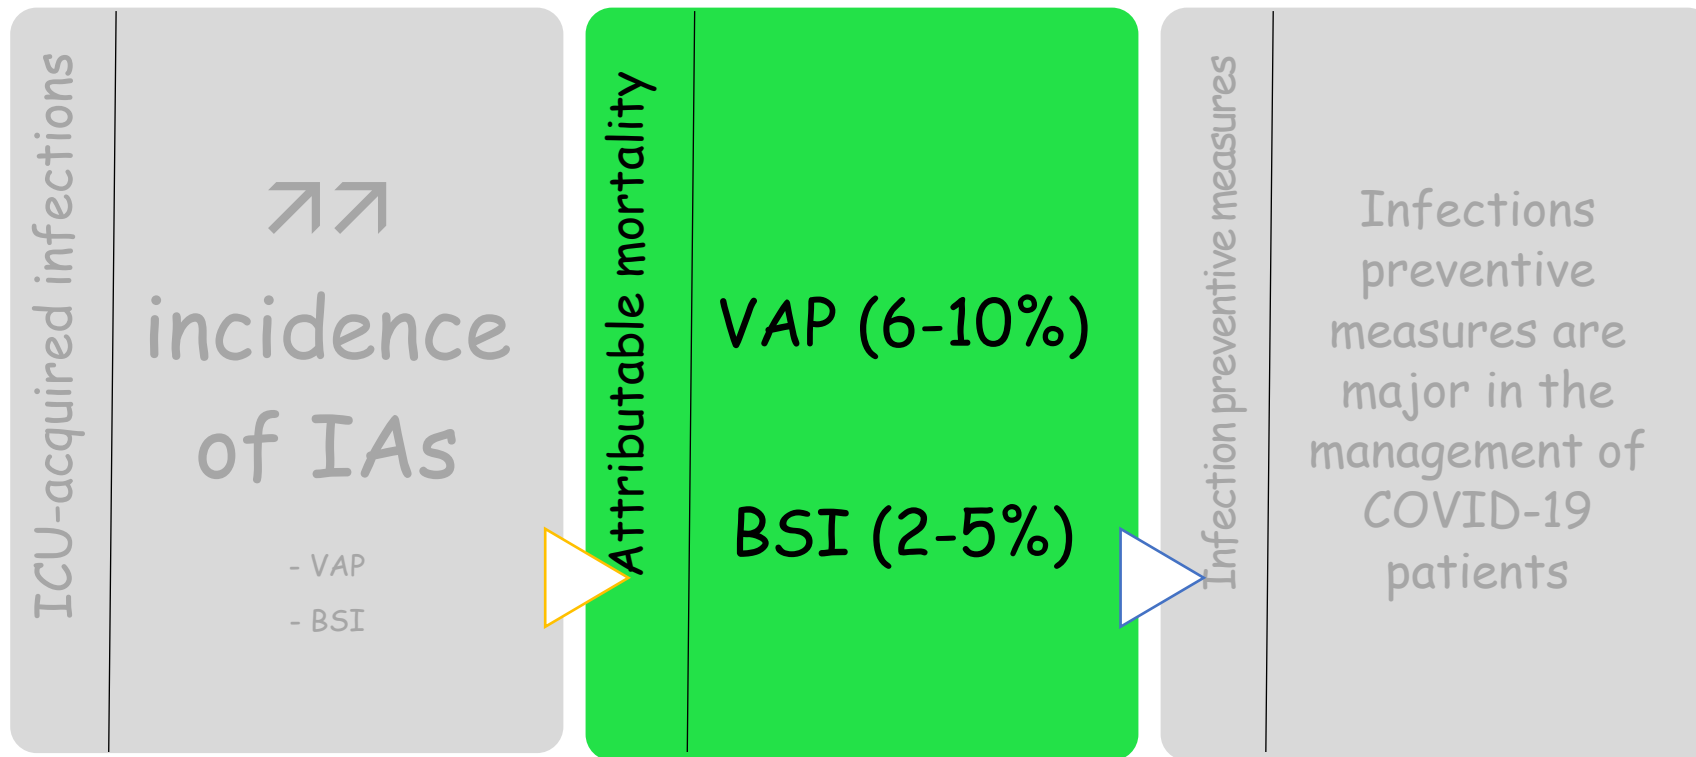 ICU-acquired infections
↗↗
incidence
of IAs
- VAP
- BSI
Attributable mortality
VAP (6-10%)
BSI (2-5%)
Infection preventive measures
Infections
preventive
measures are
major in the
management of
COVID-19
patients